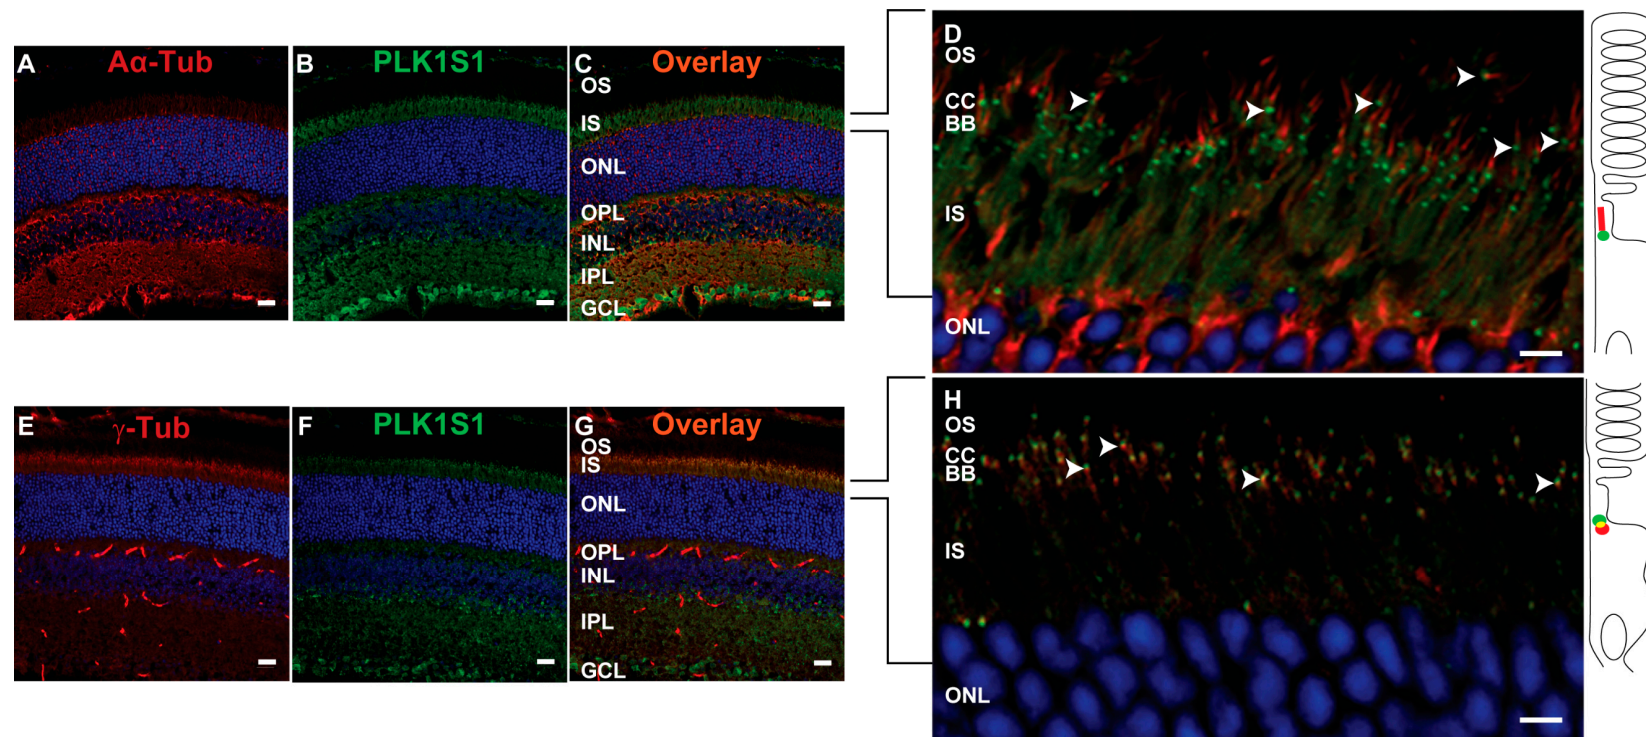 A Aα-Tub
B PLK1S1
C Overlay
OS
IS
ONL
OPL
INL
IPL
GCL
D
OS
CC
BB
IS
ONL
E γ-Tub
F PLK1S1
G Overlay
OS
IS
ONL
OPL
INL
IPL
GCL
H
OS
CC
BB
IS
ONL